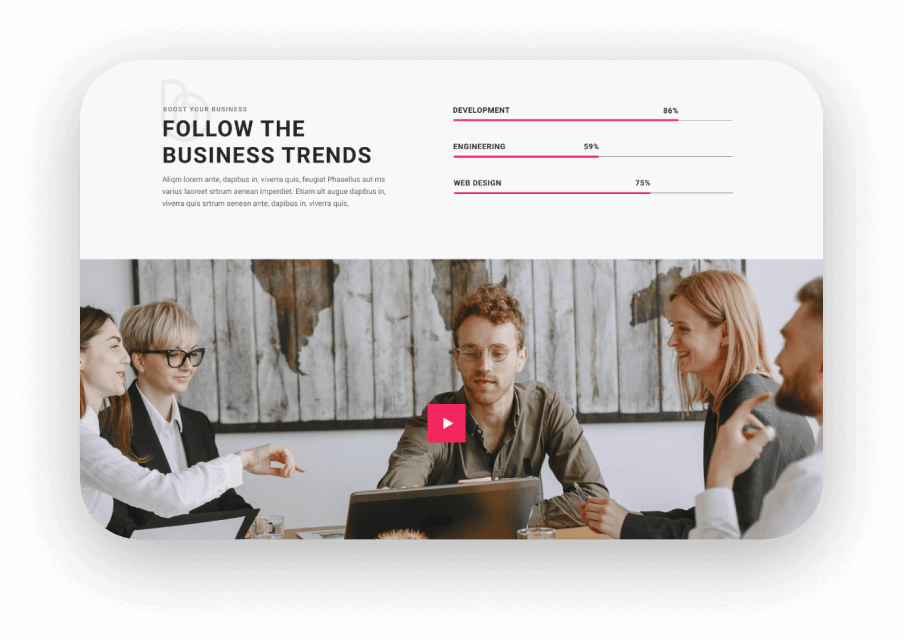 BOOST YOUR BUSINESS
FOLLOW THE
BUSINESS TRENDS
Aliqm lorem ante, dapibus in, viverra quis, feugiat Phasellus aut ms
varius laoreet srtrum aenean imperdiet. Etiam ult augue dapibus in,
viverra quis srtrum aenean ante, dapibus in, viverra quis,
DEVELOPMENT 86%
ENGINEERING 59%
WEB DESIGN 75%